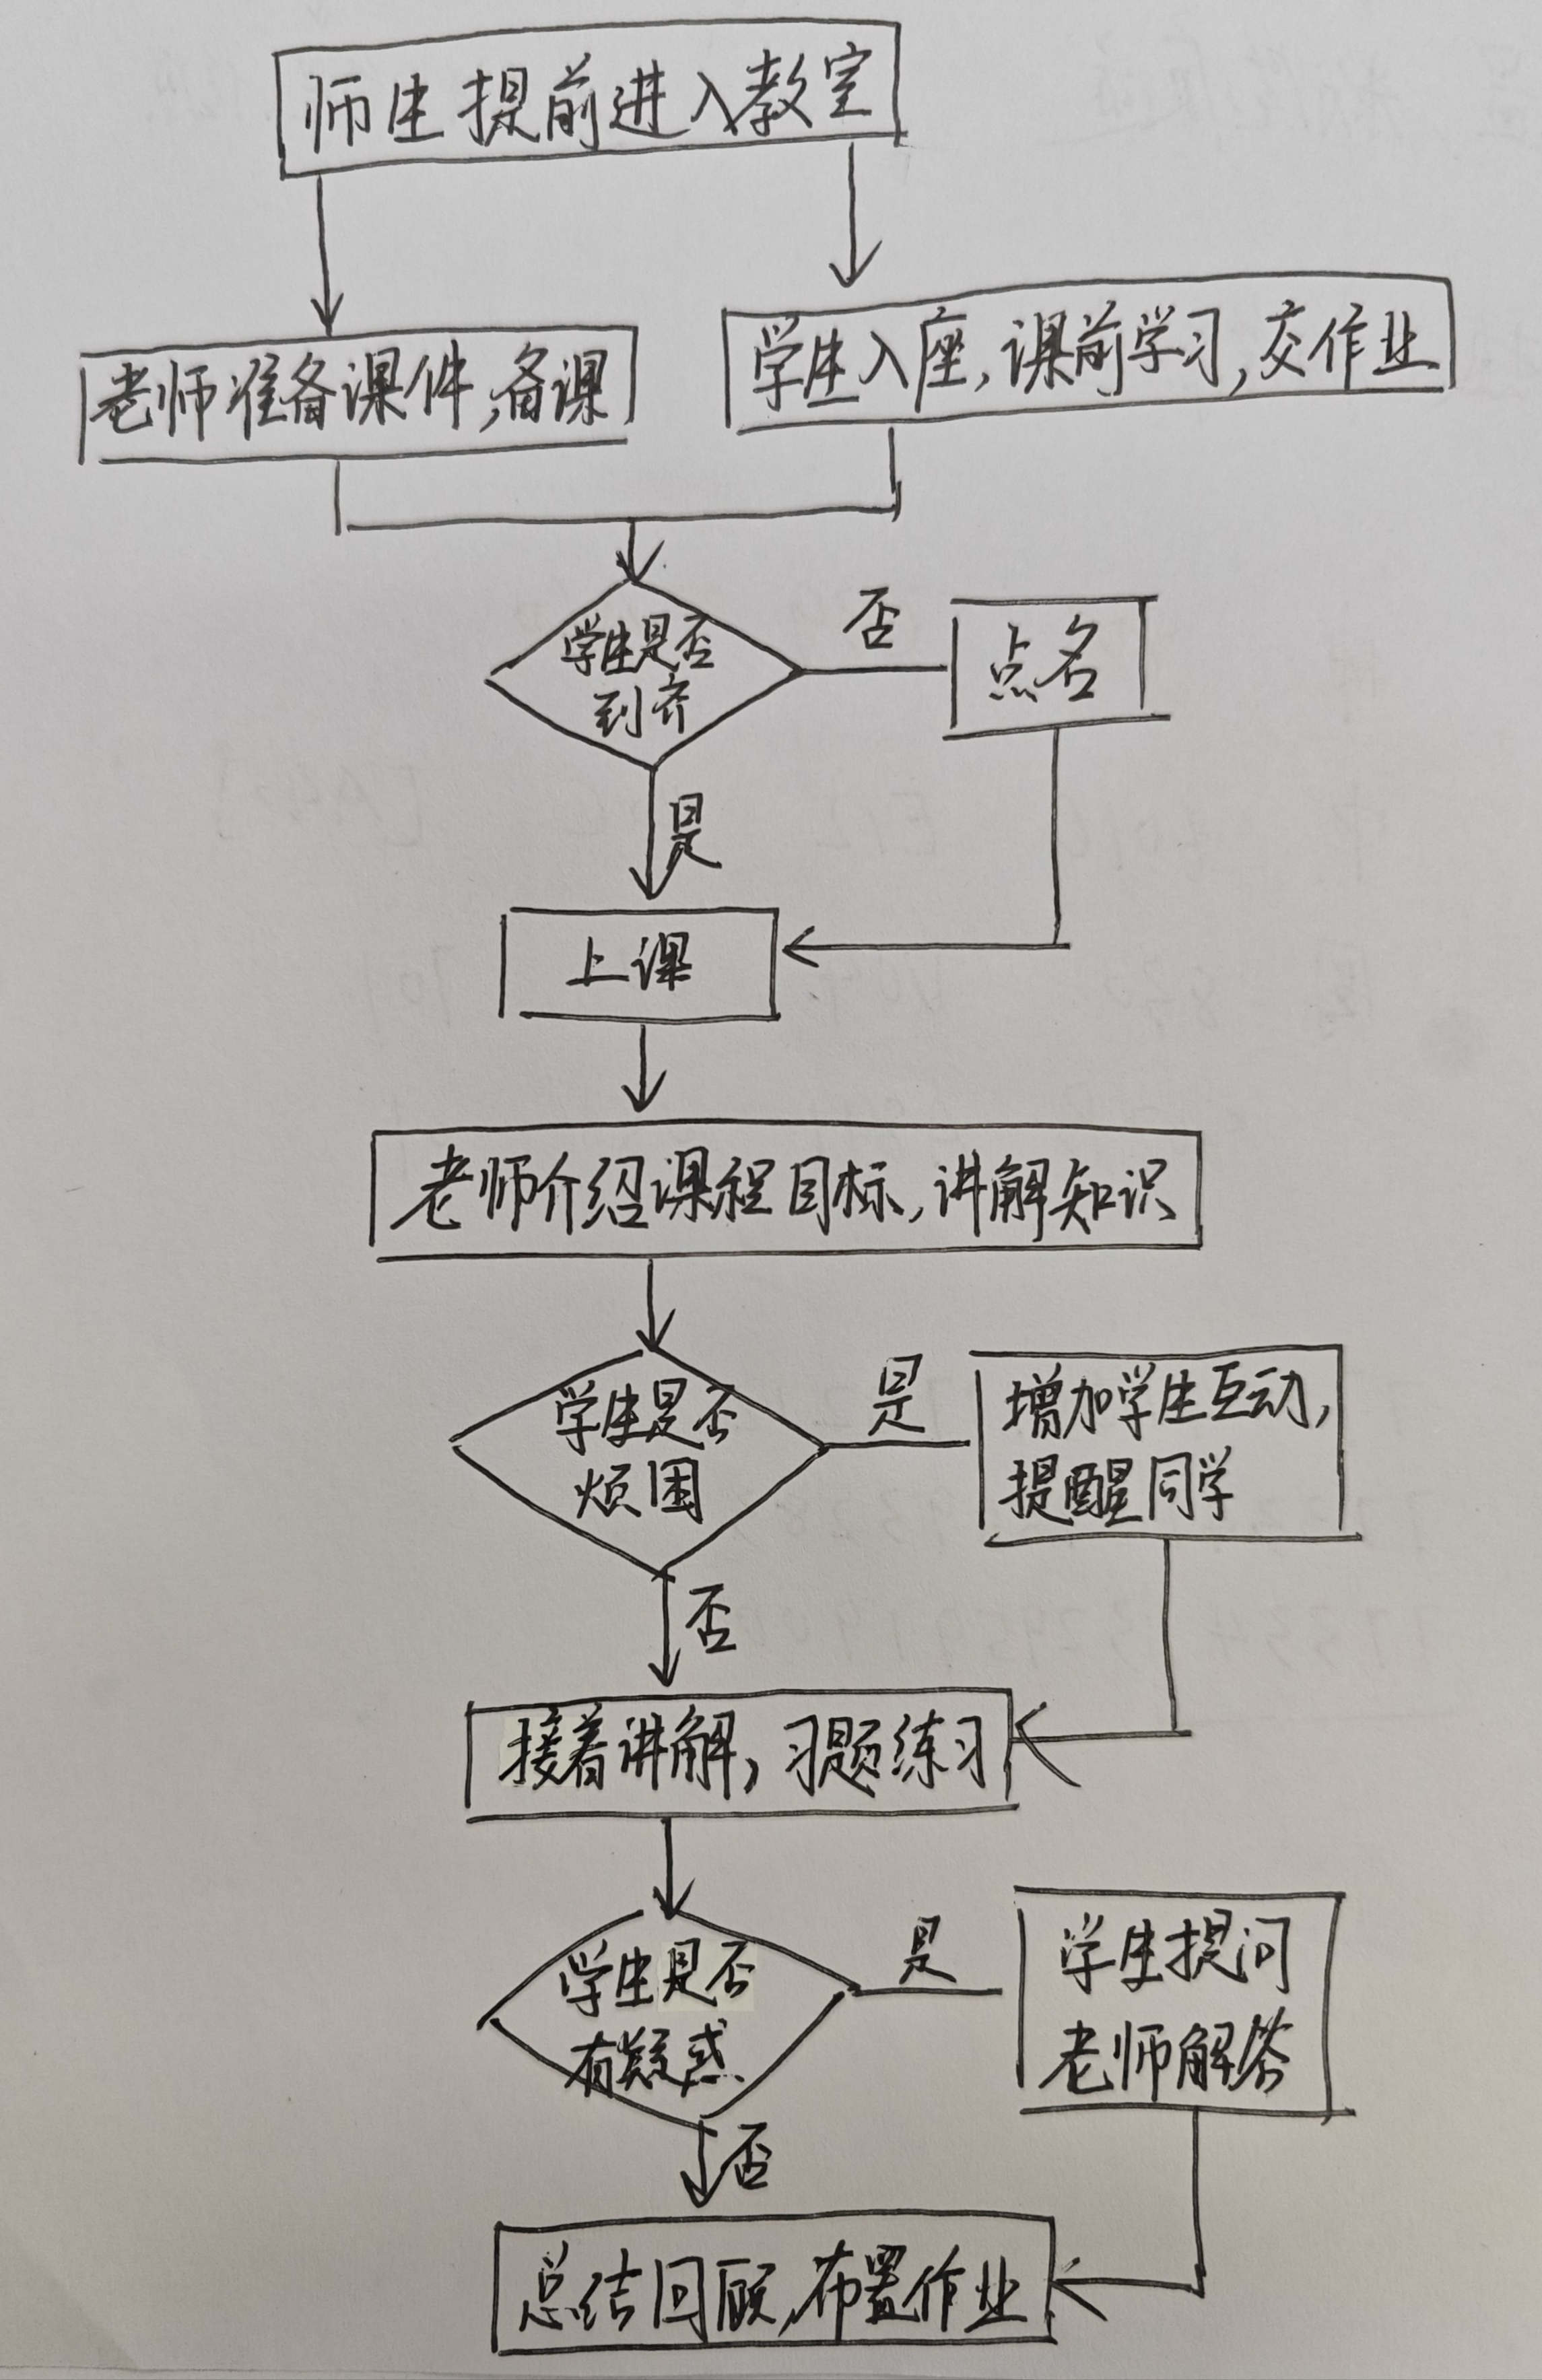 师生提前进入教室
老师准备课件,备课
学生入座,课前学习,交作业
学生是否
到齐
否
点名
是
上课
老师介绍课程目标,讲解知识
学生是否
烦困
是
增加学生互动,
提醒同学
否
接着讲解,习题练习
学生是否
有疑惑
是
学生提问
老师解答
否
总结回顾,布置作业